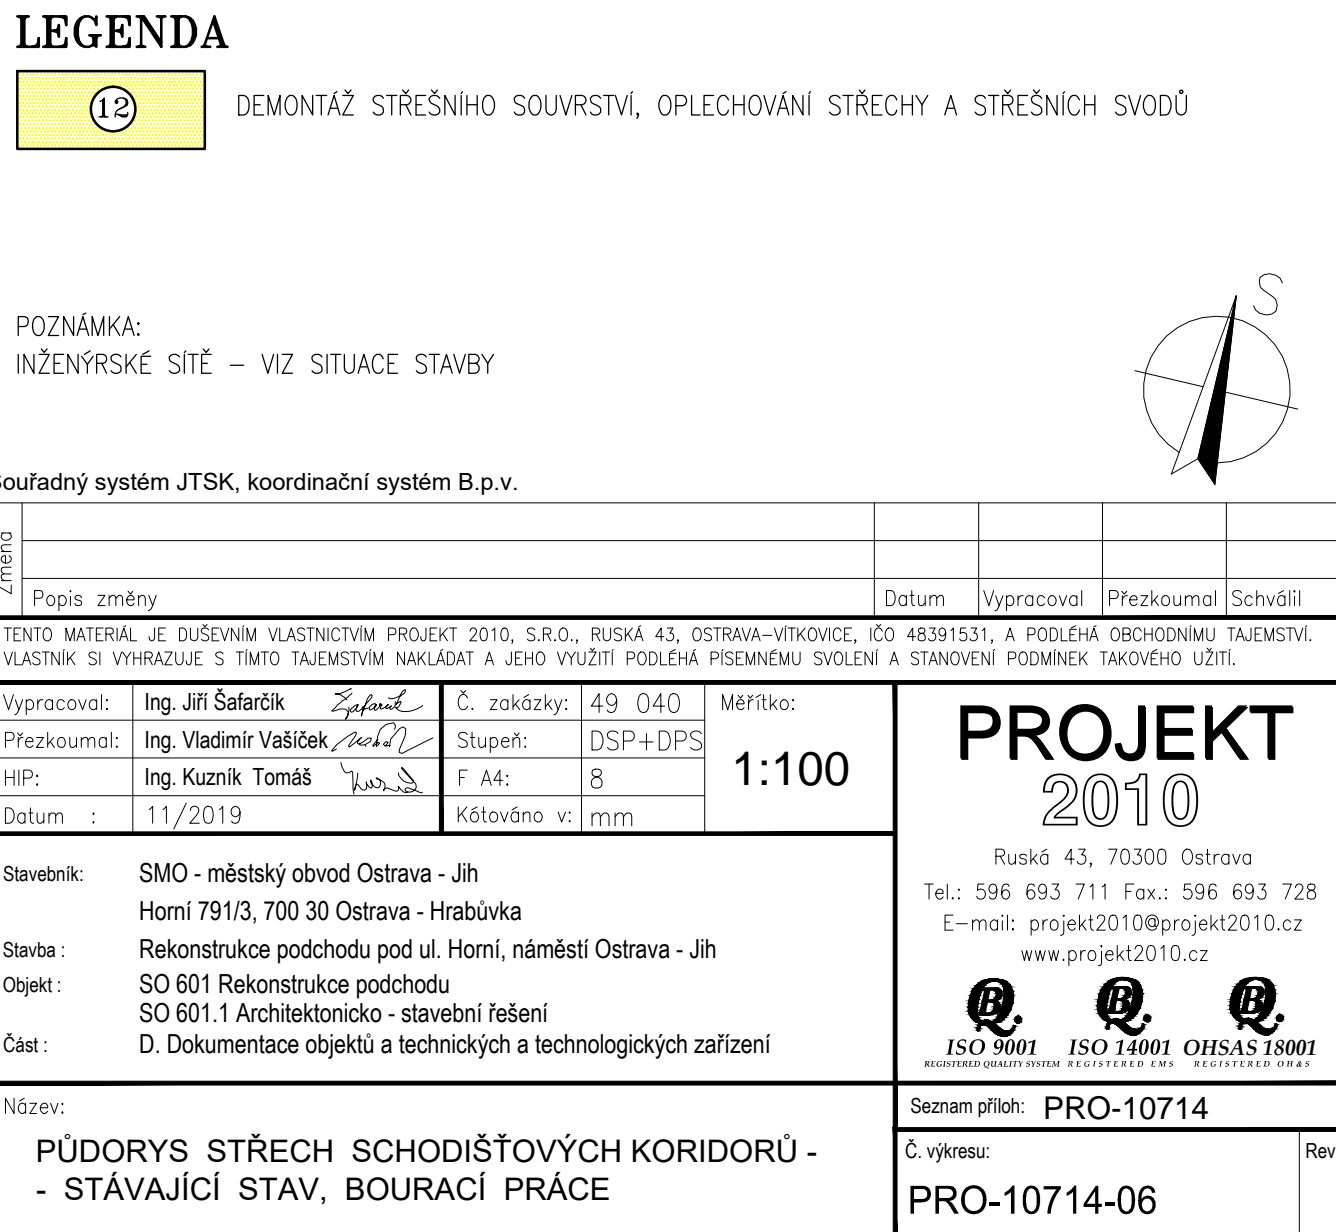 LEGENDA
12 DEMONTÁŽ STŘEŠNÍHO SOUVRSTVÍ, OPLECHOVÁNÍ STŘECHY A STŘEŠNÍCH SVODŮ
S
POZNÁMKA:
INŽENÝRSKÉ SÍTĚ – VIZ SITUACE STAVBY
Souřadný systém JTSK, koordinační systém B.p.v.
Změna
Popis změny Datum Vypracoval Přezkoumal Schválil
TENTO MATERIÁL JE DUŠEVNÍM VLASTNICTVÍM PROJEKT 2010, S.R.O., RUSKÁ 43, OSTRAVA–VÍTKOVICE, IČO 48391531, A PODLÉHÁ OBCHODNÍMU TAJEMSTVÍ.
VLASTNÍK SI VYHRAZUJE S TÍMTO TAJEMSTVÍM NAKLÁDAT A JEHO VYUŽITÍ PODLÉHÁ PÍSEMNÉMU SVOLENÍ A STANOVENÍ PODMÍNEK TAKOVÉHO UŽITÍ.
Vypracoval: Ing. Jiří Šafarčík Šafarčík Č. zakázky: 49 040
Přezkoumal: Ing. Vladimír Vašíček Stupeň: DSP+DPS
HIP: Ing. Kuzník Tomáš Kuzník F A4: 8
Datum : 11/2019 Kótováno v: mm
Měřítko:
1:100
PROJEKT
2010
Ruská 43, 70300 Ostrava
Tel.: 596 693 711 Fax.: 596 693 728
E–mail: projekt2010@projekt2010.cz
www.projekt2010.cz
BQ. BQ. BQ.
ISO 9001 ISO 14001 OHSAS 18001
REGISTERED QUALITY SYSTEM REGISTERED EMS REGISTERED OH&S
Stavebník: SMO - městský obvod Ostrava - Jih
Horní 791/3, 700 30 Ostrava - Hrabůvka
Stavba : Rekonstrukce podchodu pod ul. Horní, náměstí Ostrava - Jih
Objekt : SO 601 Rekonstrukce podchodu
SO 601.1 Architektonicko - stavební řešení
Část : D. Dokumentace objektů a technických a technologických zařízení
Název:
PŮDORYS STŘECH SCHODIŠŤOVÝCH KORIDORŮ -
- STÁVAJÍCÍ STAV, BOURACÍ PRÁCE
Seznam příloh: PRO-10714
Č. výkresu: Rev
PRO-10714-06